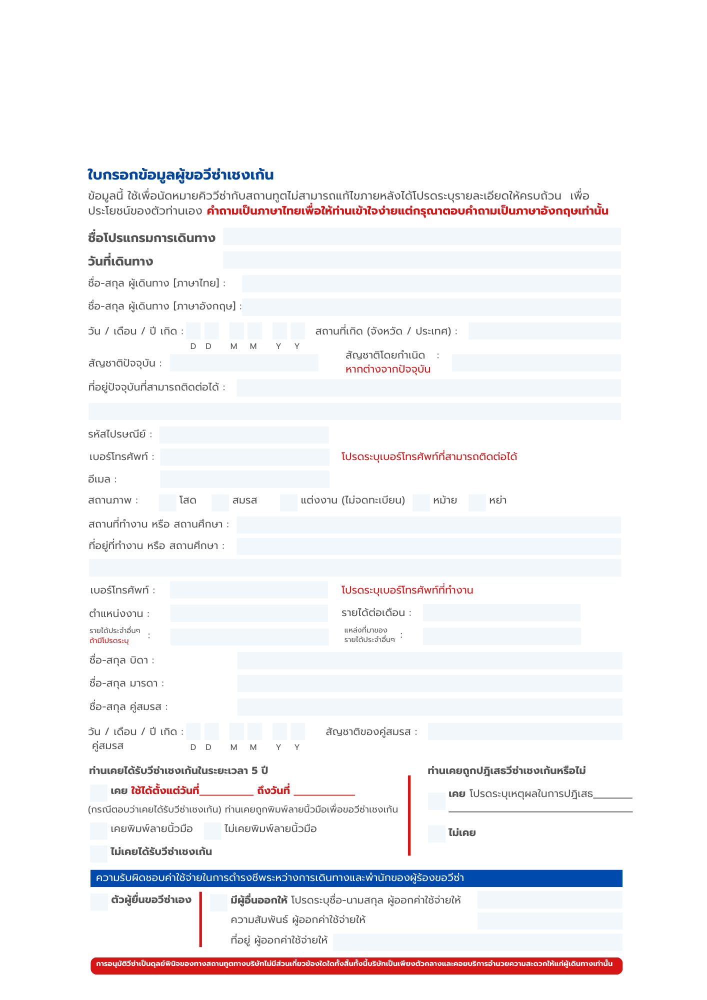 ใบกรอกข้อมูลผู้ขอวีซ่าเชงเก้น
ข้อมูลนี้ ใช้เพื่อนัดหมายคิววีซ่ากับสถานทูตไม่สามารถแก้ไขภายหลังได้โปรดระบุรายละเอียดให้ครบถ้วน เพื่อ
ประโยชน์ของตัวท่านเอง คำถามเป็นภาษาไทยเพื่อให้ท่านเข้าใจง่ายแต่กรุณาตอบคำถามเป็นภาษาอังกฤษเท่านั้น
ชื่อโปรแกรมการเดินทาง
วันที่เดินทาง
ชื่อ-สกุล ผู้เดินทาง [ภาษาไทย] :
ชื่อ-สกุล ผู้เดินทาง [ภาษาอังกฤษ] :
วัน / เดือน / ปี เกิด : สถานที่เกิด (จังหวัด / ประเทศ) :
D D M M Y Y
สัญชาติปัจจุบัน : สัญชาติโดยกำเนิด :
หากต่างจากปัจจุบัน
ที่อยู่ปัจจุบันที่สามารถติดต่อได้ :
รหัสไปรษณีย์ :
เบอร์โทรศัพท์ : โปรดระบุเบอร์โทรศัพท์ที่สามารถติดต่อได้
อีเมล :
สถานภาพ : โสด สมรส แต่งงาน (ไม่จดทะเบียน) หม้าย หย่า
สถานที่ทำงาน หรือ สถานศึกษา :
ที่อยู่ที่ทำงาน หรือ สถานศึกษา :
เบอร์โทรศัพท์ : โปรดระบุเบอร์โทรศัพท์ที่ทำงาน
ตำแหน่งงาน : รายได้ต่อเดือน :
รายได้ประจำอื่นๆ : แหล่งที่มาของ :
ถ้ามีโปรดระบุ รายได้ประจำอื่นๆ
ชื่อ-สกุล บิดา :
ชื่อ-สกุล มารดา :
ชื่อ-สกุล คู่สมรส :
วัน / เดือน / ปี เกิด : สัญชาติของคู่สมรส :
คู่สมรส D D M M Y Y
ท่านเคยได้รับวีซ่าเชงเก้นในระยะเวลา 5 ปี
เคย ใช้ได้ตั้งแต่วันที่__________ ถึงวันที่ ___________
(กรณีตอบว่าเคยได้รับวีซ่าเชงเก้น) ท่านเคยถูกพิมพ์ลายนิ้วมือเพื่อขอวีซ่าเชงเก้น
เคยพิมพ์ลายนิ้วมือ ไม่เคยพิมพ์ลายนิ้วมือ
ไม่เคยได้รับวีซ่าเชงเก้น
ท่านเคยถูกปฎิเสธวีซ่าเชงเก้นหรือไม่
เคย โปรดระบุเหตุผลในการปฎิเสธ_______
_________________________________
ไม่เคย
ความรับผิดชอบค่าใช้จ่ายในการดำรงชีพระหว่างการเดินทางและพำนักของผู้ร้องขอวีซ่า
ตัวผู้ยื่นขอวีซ่าเอง มีผู้อื่นออกให้ โปรดระบุชื่อ-นามสกุล ผู้ออกค่าใช้จ่ายให้
ความสัมพันธ์ ผู้ออกค่าใช้จ่ายให้
ที่อยู่ ผู้ออกค่าใช้จ่ายให้
การอนุมัติวีซ่าเป็นดุลย์พินิจของทางสถานทูตทางบริษัทไม่มีส่วนเกี่ยวข้องใดใดทั้งสิ้นทั้งนี้บริษัทเป็นเพียงตัวกลางและคอยบริการอำนวยความสะดวกให้แก่ผู้เดินทางเท่านั้น